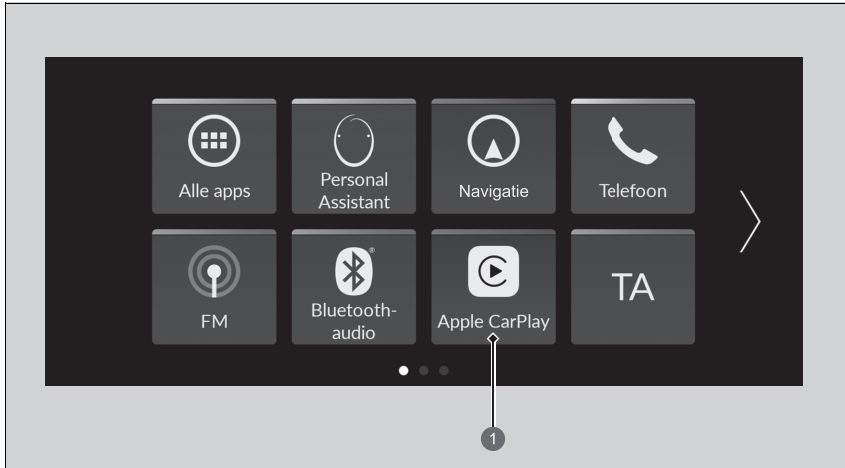 Alle apps
Personal
Assistant
Navigatie
Telefoon
FM
®
Bluetooth-
audio
Apple CarPlay
TA
1